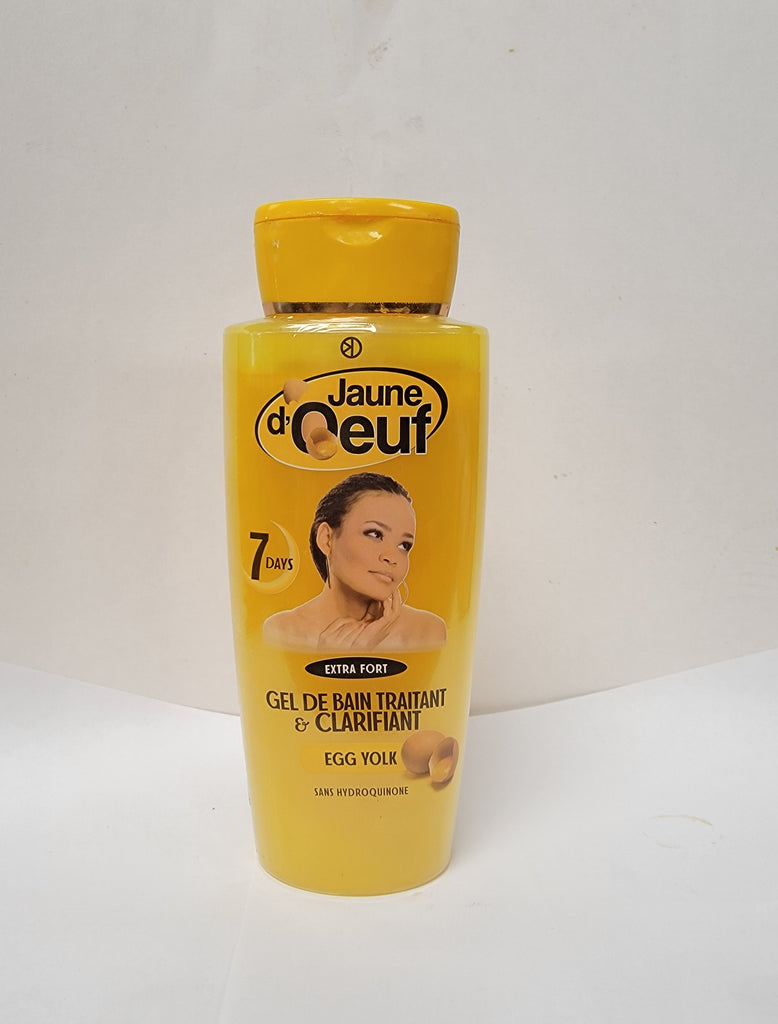 Jaune
d'Oeuf
7 DAYS
EXTRA FORT
GEL DE BAIN TRAITANT
& CLARIFIANT
EGG YOLK
SANS HYDROQUINONE